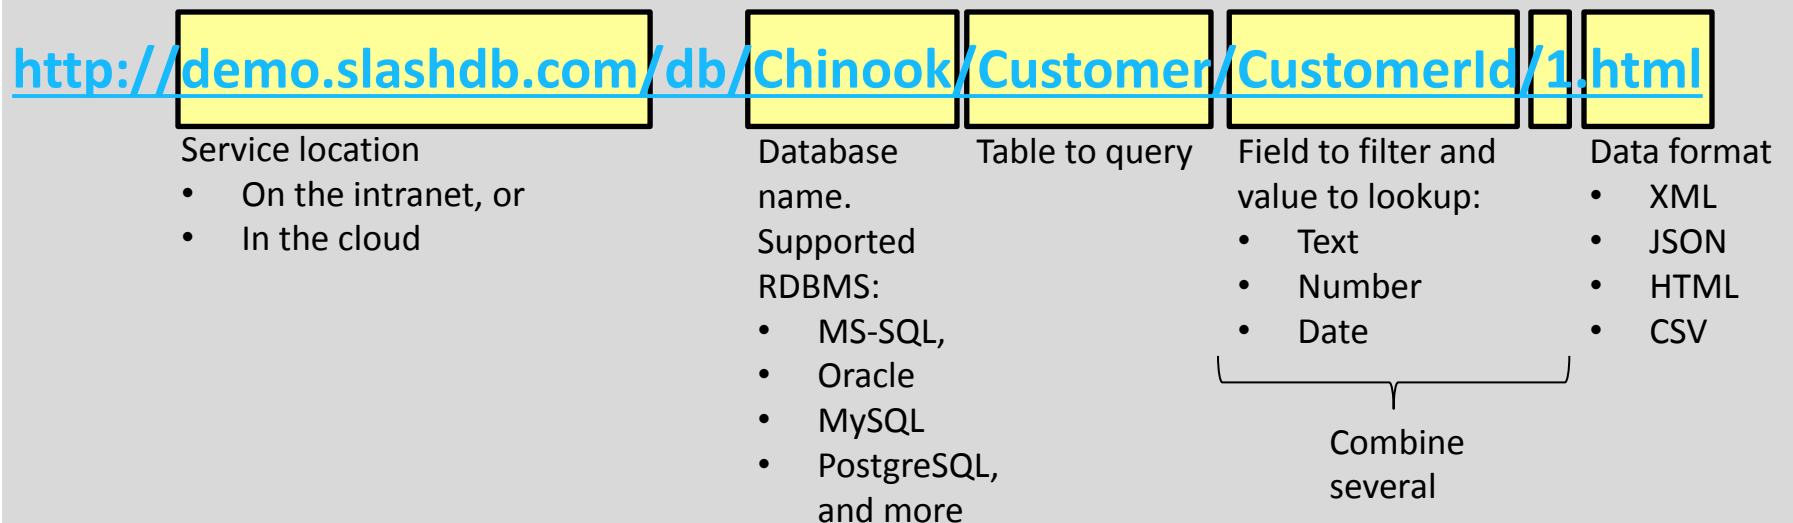 http://demo.slashdb.com/db/Chinook/Customer/CustomerId/1.html
Service location
• On the intranet, or
• In the cloud
Database
name.
Supported
RDBMS:
• MS-SQL,
• Oracle
• MySQL
• PostgreSQL,
and more
Table to query
Field to filter and
value to lookup:
• Text
• Number
• Date
Combine
several
Data format
• XML
• JSON
• HTML
• CSV